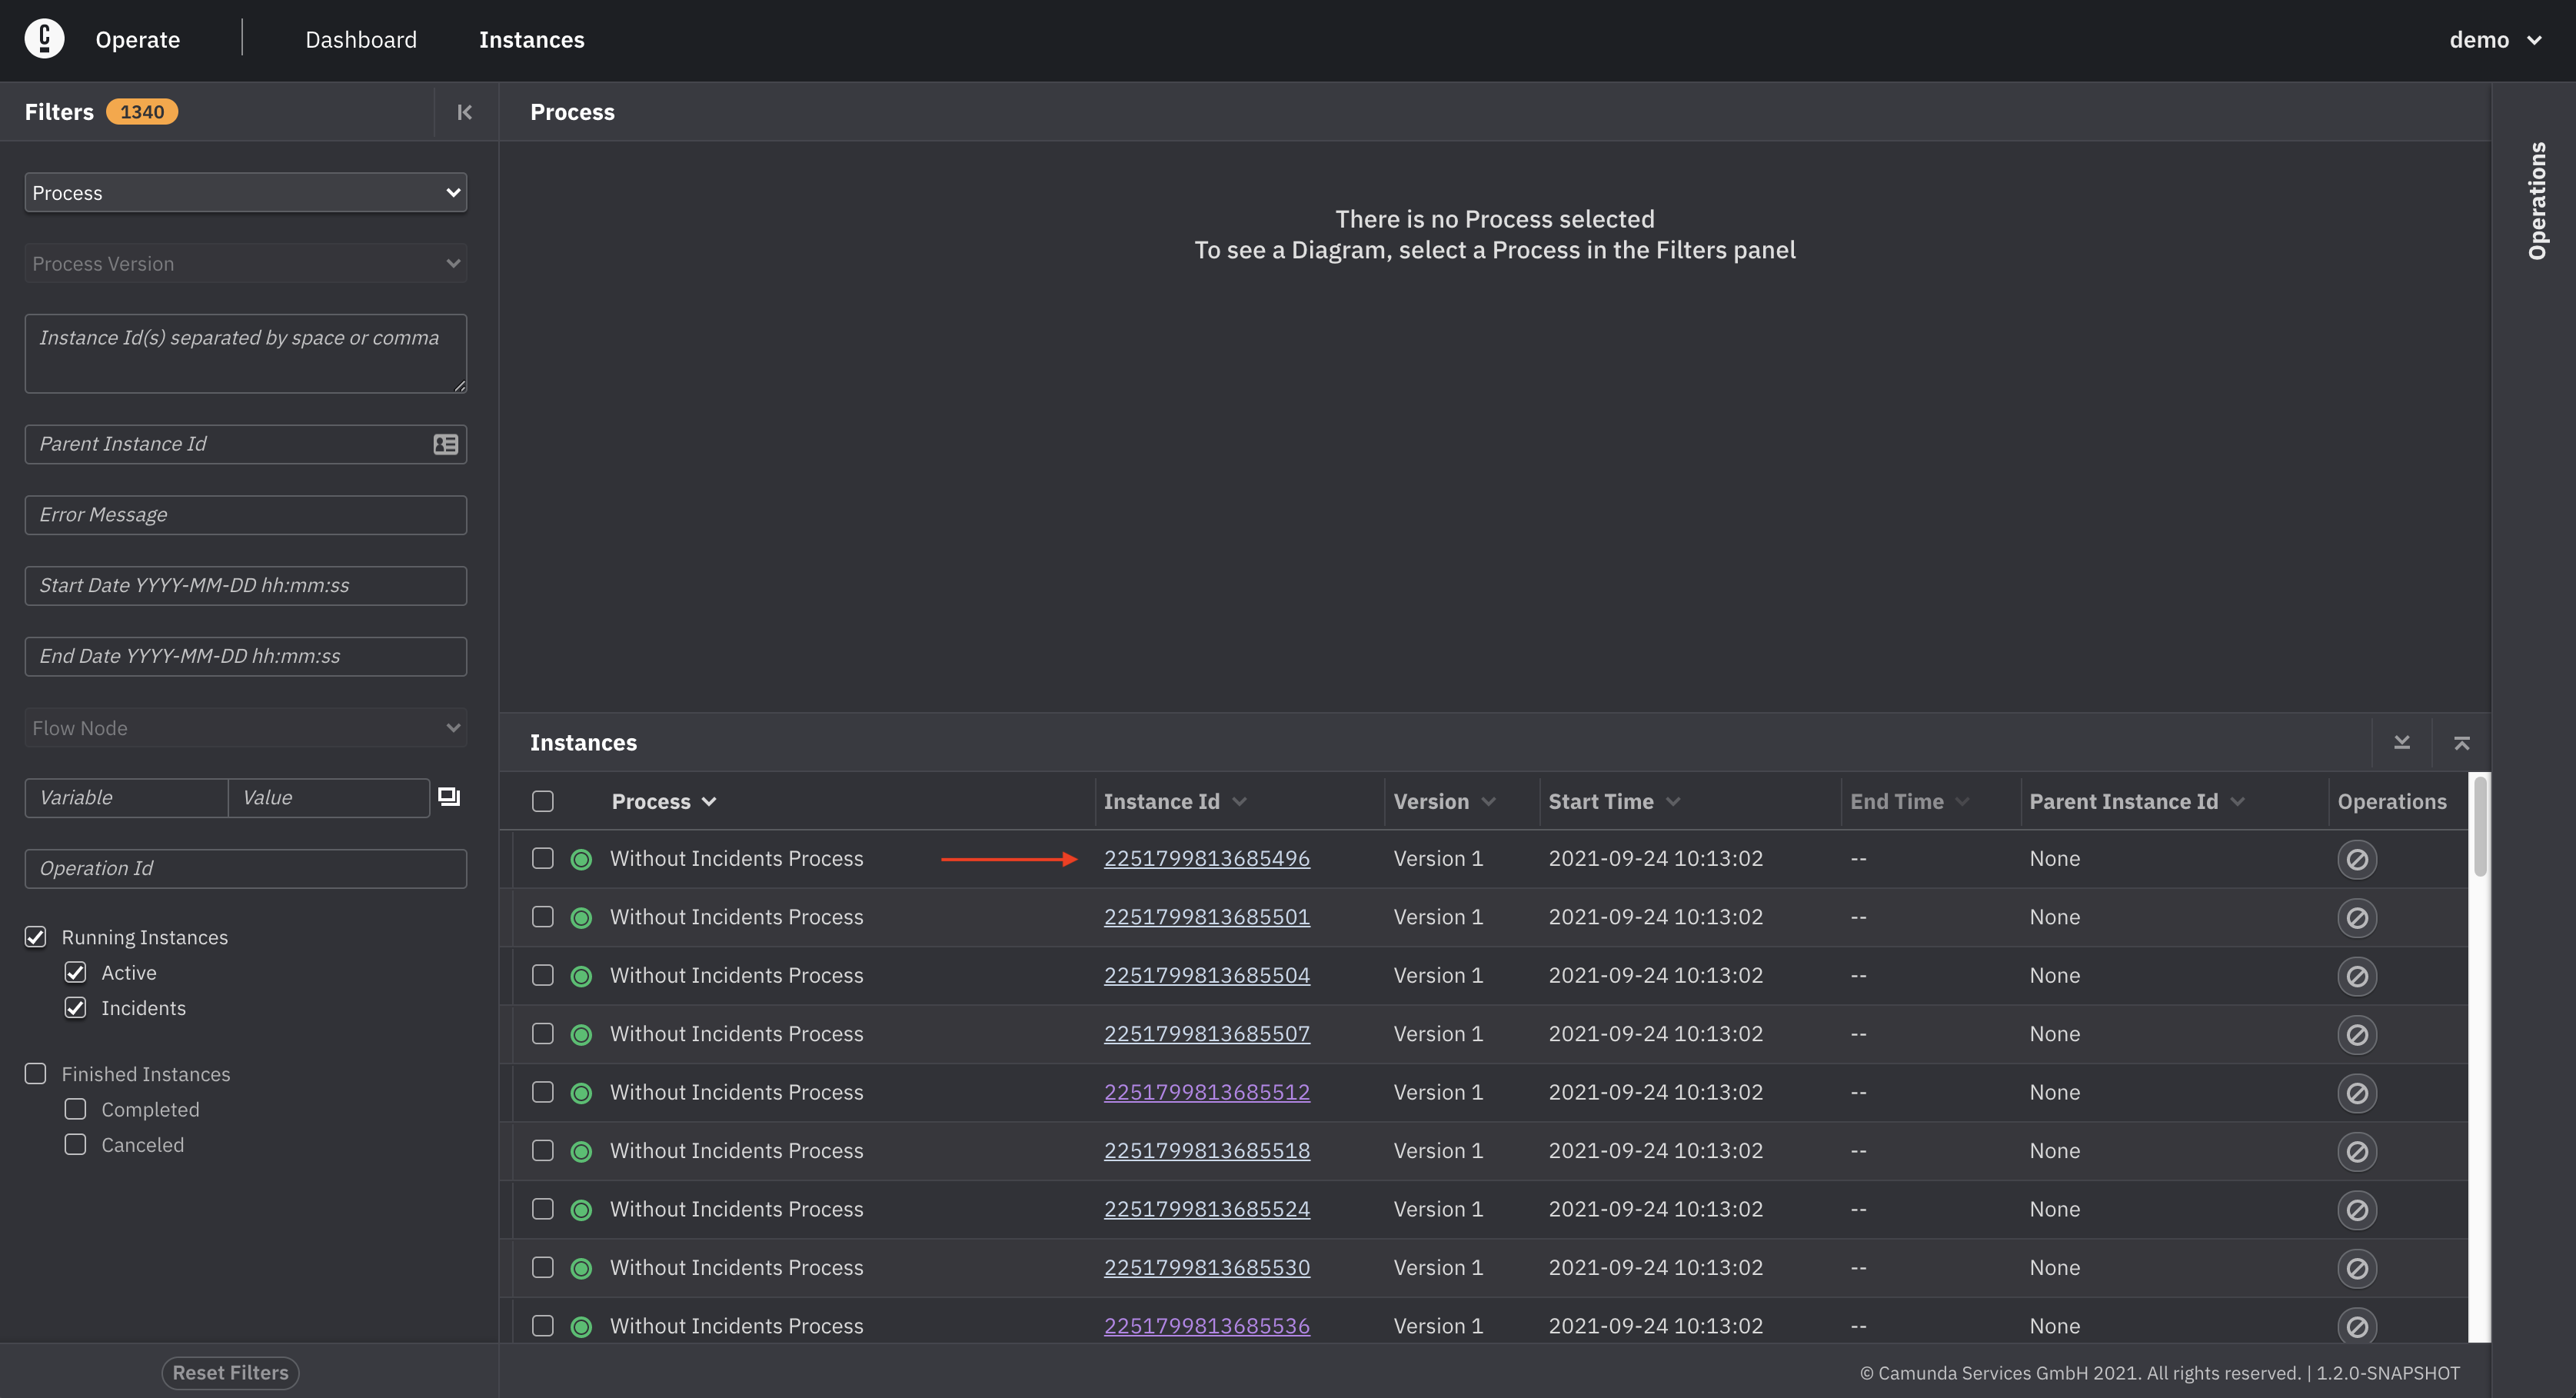 Operate
Dashboard
Instances
demo
Filters 1340
Process
Process Version
Instance Id(s) separated by space or comma
Parent Instance Id
Error Message
Start Date YYYY-MM-DD hh:mm:ss
End Date YYYY-MM-DD hh:mm:ss
Flow Node
Variable Value
Operation Id
Running Instances
Active
Incidents
Finished Instances
Completed
Canceled
Reset Filters
Process
There is no Process selected
To see a Diagram, select a Process in the Filters panel
Operations
Instances
Process Instance Id Version Start Time End Time Parent Instance Id Operations
Without Incidents Process 2251799813685496 Version 1 2021-09-24 10:13:02 -- None
Without Incidents Process 2251799813685501 Version 1 2021-09-24 10:13:02 -- None
Without Incidents Process 2251799813685504 Version 1 2021-09-24 10:13:02 -- None
Without Incidents Process 2251799813685507 Version 1 2021-09-24 10:13:02 -- None
Without Incidents Process 2251799813685512 Version 1 2021-09-24 10:13:02 -- None
Without Incidents Process 2251799813685518 Version 1 2021-09-24 10:13:02 -- None
Without Incidents Process 2251799813685524 Version 1 2021-09-24 10:13:02 -- None
Without Incidents Process 2251799813685530 Version 1 2021-09-24 10:13:02 -- None
Without Incidents Process 2251799813685536 Version 1 2021-09-24 10:13:02 -- None
© Camunda Services GmbH 2021. All rights reserved. | 1.2.0-SNAPSHOT